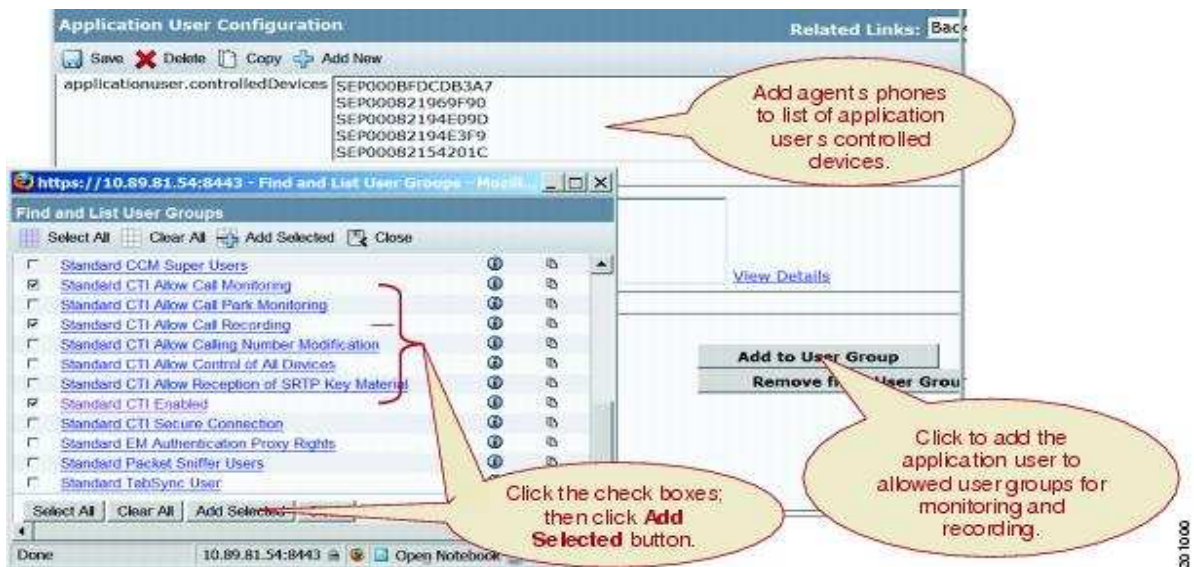 Application User Configuration
Related Links: Bac
Save Delete Copy Add New
applicationuser.controlledDevices
SEP000BFDCDB3A7
SEP000821969F90
SEP00082194E09D
SEP00082194E3F9
SEP00082154201C
Add agent s phones
to list of application
user s controlled
devices.
https://10.89.81.54:8443 - Find and List User Groups - Mozill...
Find and List User Groups
Select All Clear All Add Selected Close
Standard CCM Super Users
Standard CTI Allow Call Monitoring
Standard CTI Allow Call Park Monitoring
Standard CTI Allow Call Recording
Standard CTI Allow Calling Number Modification
Standard CTI Allow Control of All Devices
Standard CTI Allow Reception of SRTP Key Material
Standard CTI Enabled
Standard CTI Secure Connection
Standard EM Authentication Proxy Rights
Standard Packet Sniffer Users
Standard TabSync User
Select All Clear All Add Selected
Done 10.89.81.54:8443 Open Notebook
View Details
Add to User Group
Remove User Grou
Click the check boxes;
then click Add
Selected button.
Click to add the
application user to
allowed user groups for
monitoring and
recording.
201000